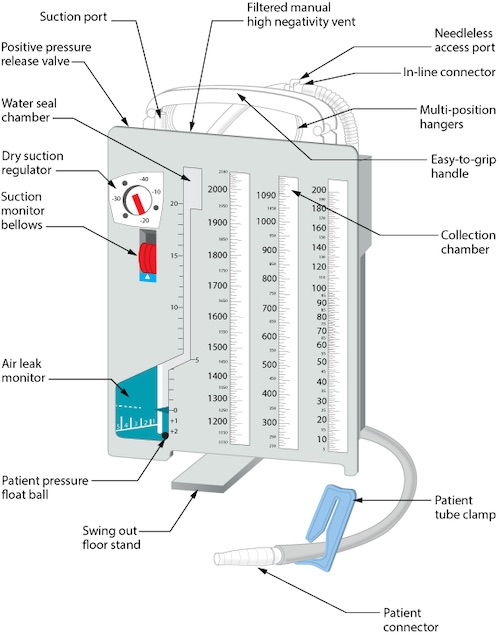 Suction port
Filtered manual
high negativity vent
Needleless
access port
Positive pressure
release valve
In-line connector
Water seal
chamber
Multi-position
hangers
Dry suction
regulator
Easy-to-grip
handle
Suction
monitor
bellows
Collection
chamber
Air leak
monitor
Patient pressure
float ball
Swing out
floor stand
Patient
tube clamp
Patient
connector
-40
-30
-10
-20
20
15
10
5
0
+1
+2
5 4 3 2 1
2000
1900
1800
1700
1600
1500
1400
1300
1200
1090
1000
900
800
700
600
500
400
300
200
180
160
140
120
100
90
80
70
60
50
40
30
20
10